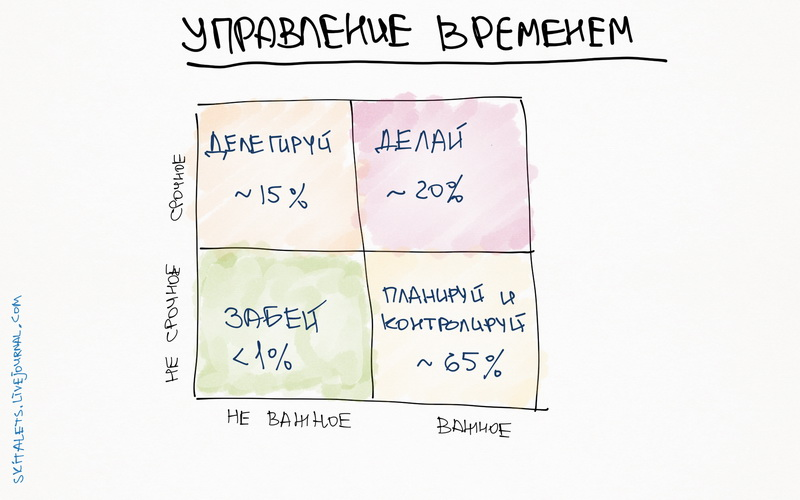 УПРАВЛЕНИЕ ВРЕМЕНЕМ
СРОЧНОЕ
ДЕЛЕГИРУЙ
~15%
ДЕЛАЙ
~20%
НЕ СРОЧНОЕ
ЗАБЕЙ
<1%
ПЛАНИРУЙ И
КОНТРОЛИРУЙ
~65%
НЕ ВАЖНОЕ
ВАЖНОЕ
SKITALETS.LIVEJOURNAL.COM